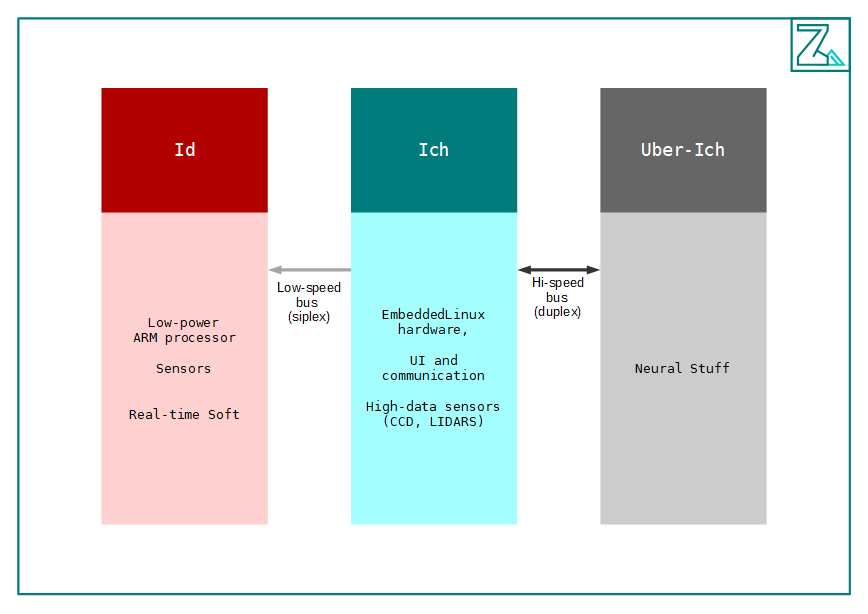 Id
Ich
Uber-Ich
Low-speed
bus
(siplex)
Hi-speed
bus
(duplex)
Low-power
ARM processor
Sensors
Real-time Soft
EmbeddedLinux
hardware,
UI and
communication
High-data sensors
(CCD, LIDARS)
Neural Stuff